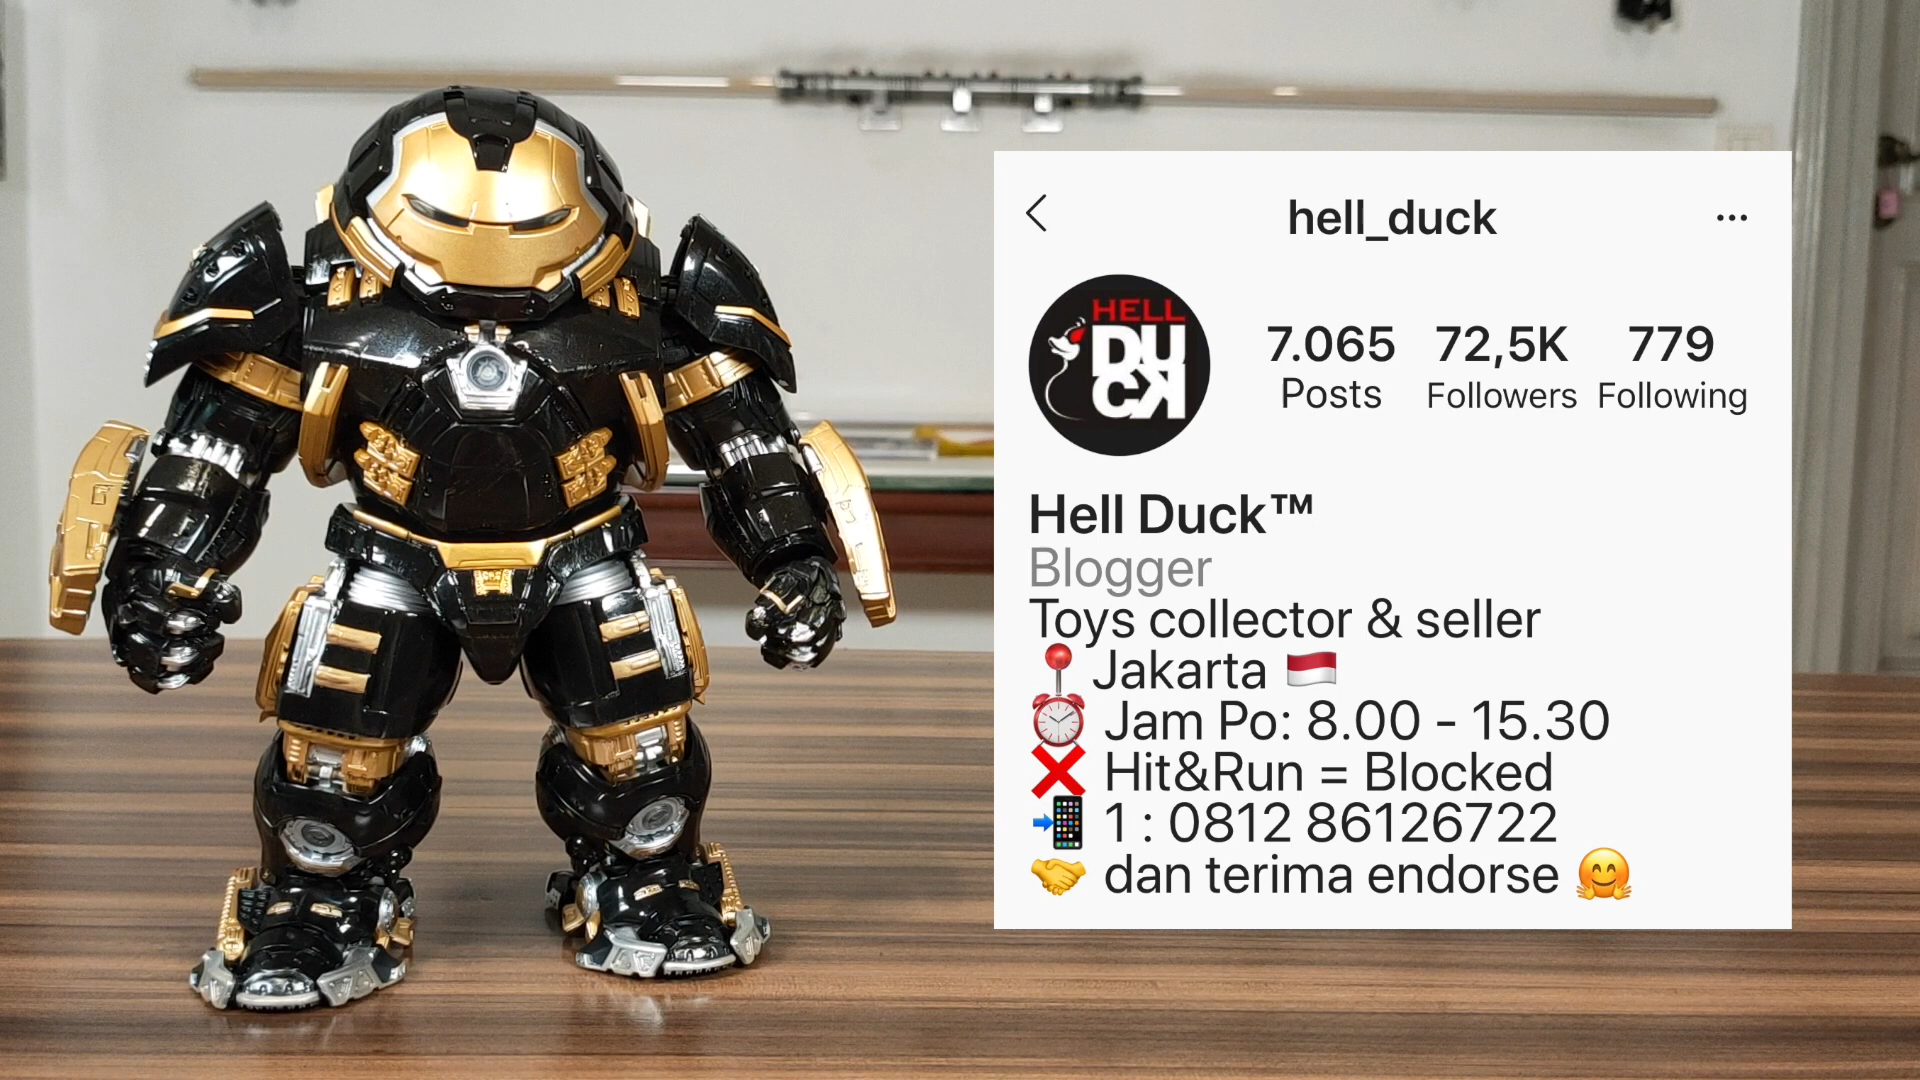 hell_duck
HELL
DU
CK
7.065 72,5K 779
Posts Followers Following
Hell Duck™
Blogger
Toys collector & seller
📍Jakarta 🇮🇩
⏰ Jam Po: 8.00 - 15.30
❌ Hit&Run = Blocked
📲 1 : 0812 86126722
🤝 dan terima endorse 🤗